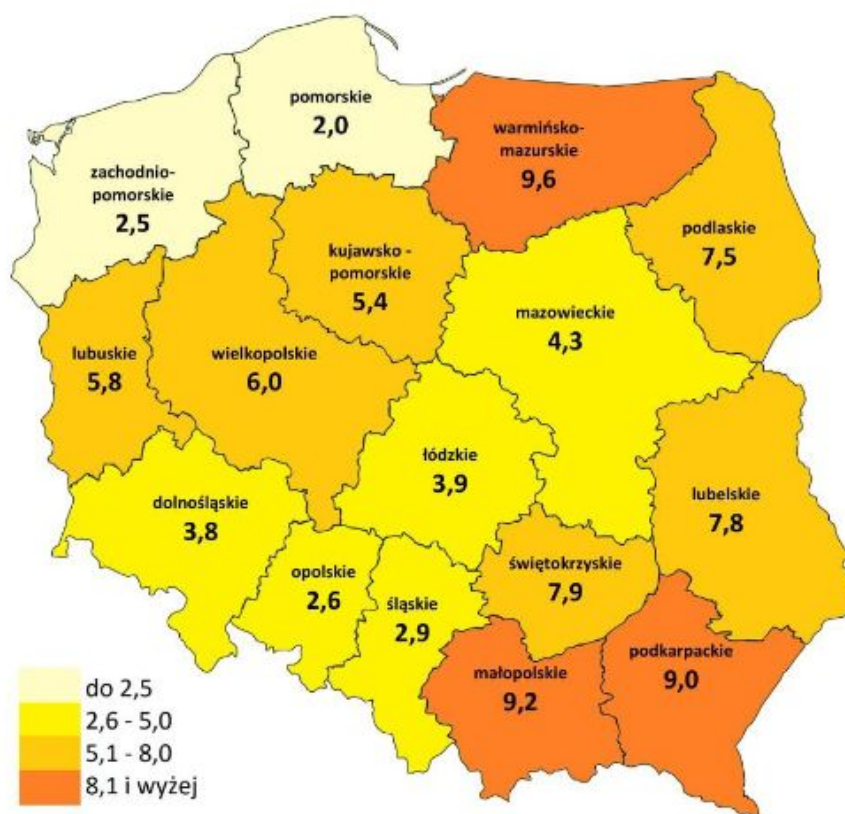 pomorskie
2,0
warmińsko-
mazurskie
9,6
zachodnio-
pomorskie
2,5
podlaskie
7,5
kujawsko -
pomorskie
5,4
mazowieckie
4,3
lubuskie
5,8
wielkopolskie
6,0
łódzkie
3,9
lubelskie
7,8
dolnośląskie
3,8
opolskie
2,6
śląskie
2,9
świętokrzyskie
7,9
małopolskie
9,2
podkarpackie
9,0
do 2,5
2,6 - 5,0
5,1 - 8,0
8,1 i wyżej